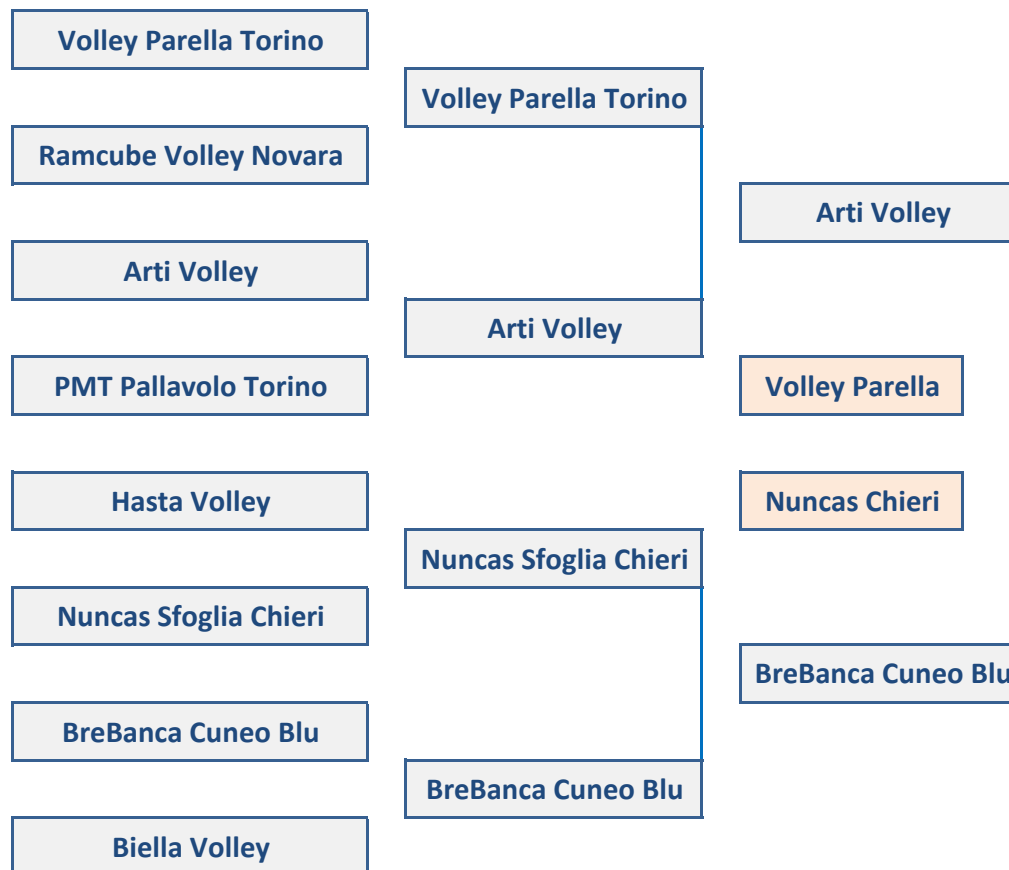 Volley Parella Torino
Ramcube Volley Novara
Arti Volley
PMT Pallavolo Torino
Hasta Volley
Nuncas Sfoglia Chieri
BreBanca Cuneo Blu
Biella Volley
Volley Parella Torino
Arti Volley
Nuncas Sfoglia Chieri
BreBanca Cuneo Blu
Arti Volley
Volley Parella
Nuncas Chieri
BreBanca Cuneo Blu